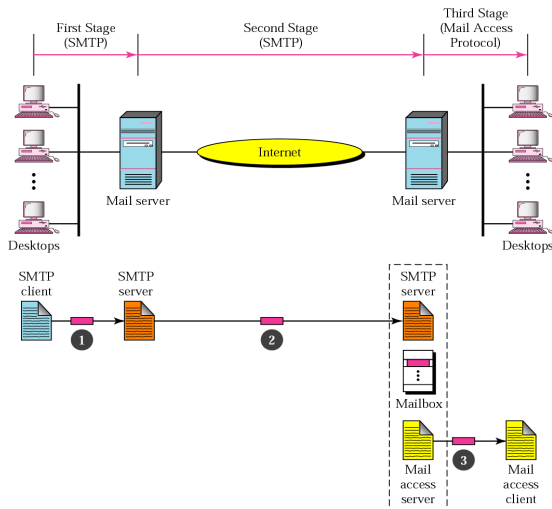 First Stage
(SMTP)
Second Stage
(SMTP)
Third Stage
(Mail Access
Protocol)
Internet
Mail server
Mail server
Desktops
Desktops
SMTP
client
SMTP
server
SMTP
server
1
2
Mailbox
3
Mail
access
server
Mail
access
client